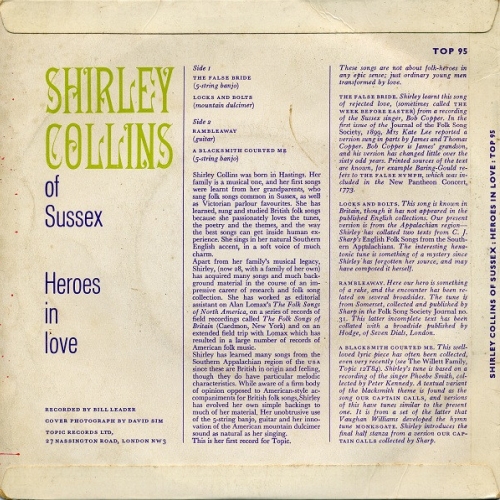 TOP 95
SHIRLEY
COLLINS
of
Sussex
Heroes
in
love
RECORDED BY BILL LEADER
COVER PHOTOGRAPH BY DAVID SIM
TOPIC RECORDS LTD,
27 NASSINGTON ROAD, LONDON NW3
Side 1
THE FALSE BRIDE
(5-string banjo)
LOCKS AND BOLTS
(mountain dulcimer)
Side 2
RAMBLEAWAY
(guitar)
A BLACKSMITH COURTED ME
(5-string banjo)
Shirley Collins was born in Hastings. Her
family is a musical one, and her first songs
were learnt from her grandparents, who
sang folk songs common in Sussex, as well
as Victorian parlour favourites. She has
learned, sung and studied British folk songs
because she passionately loves the tunes,
the poetry and the themes, and the way
the best songs can get inside human ex-
perience. She sings in her natural Southern
English accent, in a soft voice of much
charm.
Apart from her family's musical legacy,
Shirley, (now 28, with a family of her own)
has acquired many songs and much back-
ground material in the course of an im-
pressive career of research and folk song
collection. She has worked as editorial
assistant on Alan Lomax's The Folk Songs
of North America, on a series of records of
field recordings called The Folk Songs of
Britain (Caedmon, New York) and on an
extended field trip with Lomax which has
resulted in a large number of records of
American folk music.
Shirley has learned many songs from the
Southern Appalachian region of the USA
since these are British in origin and feeling,
though they do have particular melodic
characteristics. While aware of a firm body
of opinion opposed to American-style ac-
companiments for British folk songs, Shirley
has evolved her own simple backings to
much of her material. Her unobtrusive use
of the 5-string banjo, guitar and her inno-
vation of the American mountain dulcimer
sound as natural as her singing.
This is her first record for Topic.
These songs are not about folk-heroes in
any epic sense; just ordinary young men
transformed by love.
THE FALSE BRIDE. Shirley learnt this song
of rejected love, (sometimes called THE
WEEK BEFORE EASTER) from a recording
of the Sussex singer, Bob Copper. In the
first issue of the Journal of the Folk Song
Society, 1899, Mrs Kate Lee reported a
version sung in parts by James and Thomas
Copper. Bob Copper is James' grandson,
and his version has changed little over the
sixty odd years. Printed sources of the text
are known, for example Baring-Gould re-
fers to THE FALSE NYMPH, which was in-
cluded in the New Pantheon Concert,
1773.
LOCKS AND BOLTS. This song is known in
Britain, though it has not appeared in the
published English collections. Our present
version is from the Appalachian region—
Shirley has collated two texts from C. J.
Sharp's English Folk Songs from the South-
ern Appalachians. The interesting hexa-
tonic tune is something of a mystery since
Shirley has forgotten her source, and may
have composed it herself.
RAMBLEAWAY. Here our hero is something
of a rake, and the encounter has been re-
lated on several broadsides. The tune is
from Somerset, collected and published by
Sharp in the Folk Song Society Journal no.
31. This latter incomplete text has been
collated with a broadside published by
Hodge, of Seven Dials, London.
A BLACKSMITH COURTED ME. This well-
loved lyric piece has often been collected,
even very recently (see The Willett Family,
Topic 12T84). Shirley's tune is based on a
recording of the singer Phoebe Smith, col-
lected by Peter Kennedy. A textual variant
of the blacksmith theme is found as the
song OUR CAPTAIN CALLS, and versions
of this have tunes similar to the present
one. It is from a set of the latter that
Vaughan Williams developed the hymn
tune MONKSGATE. Shirley introduces the
final half stanza from a version OUR CAP-
TAIN CALLS collected by Sharp.
SHIRLEY COLLINS OF SUSSEX : HEROES IN LOVE : TOP 95